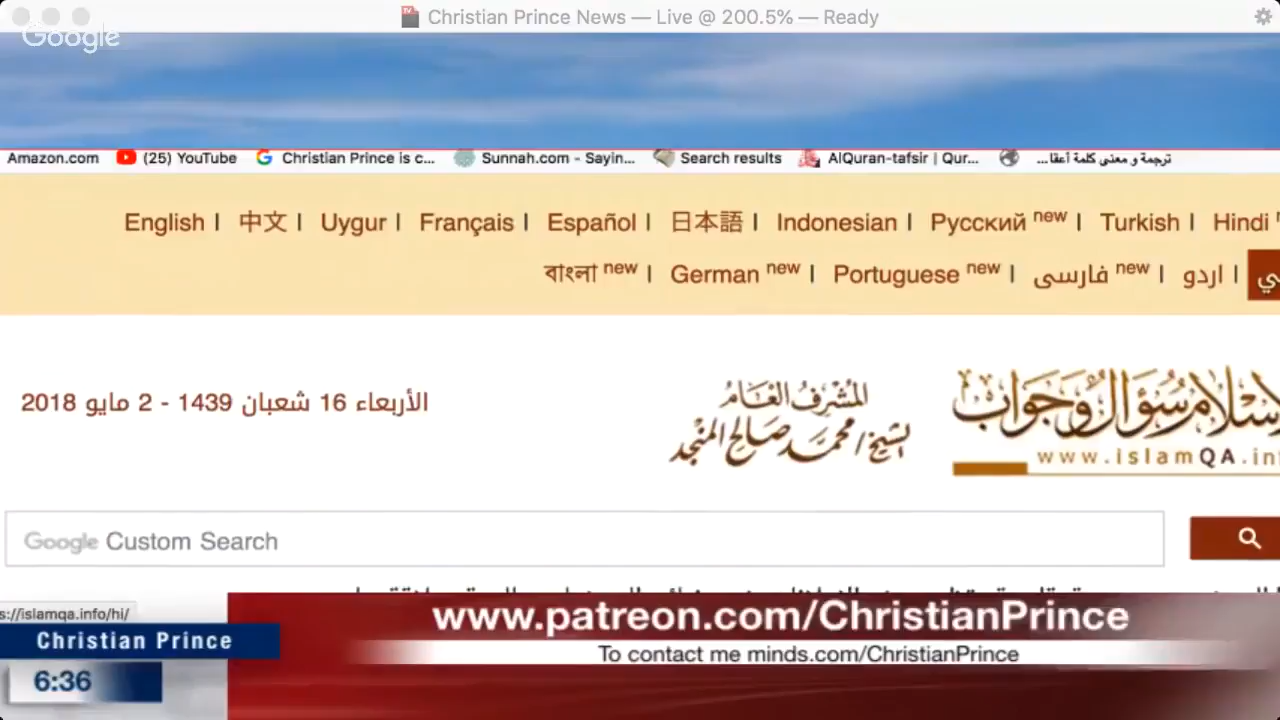 Christian Prince News — Live @ 200.5% — Ready
Google
Amazon.com (25) YouTube Christian Prince is c... Sunnah.com - Sayin... Search results AlQuran-tafsir | Qur... ترجمة و معنى كلمة أعقا...
English | 中文 | Uygur | Français | Español | 日本語 | Indonesian | Русский new | Turkish | Hindi
বাংলা new | German new | Portuguese new | فارسی new | اردو |
الأربعاء 16 شعبان 1439 - 2 مايو 2018
المشرف العام
الشيخ/محمد صالح المنجد
سؤال وجواب
www.islamQA.in
Google Custom Search
s://islamqa.info/hi/
www.patreon.com/ChristianPrince
Christian Prince
To contact me minds.com/ChristianPrince
6:36